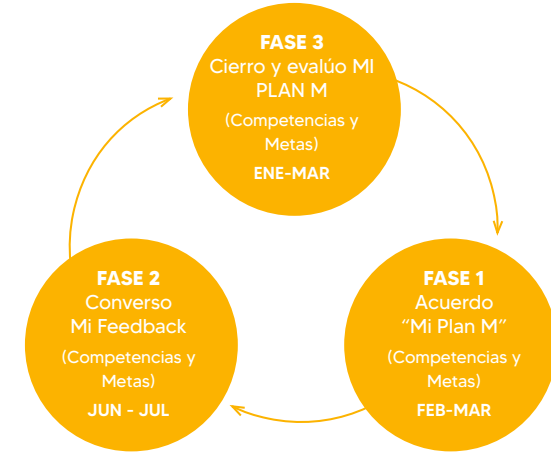 FASE 3
Cierro y evalúo MI
PLAN M
(Competencias y
Metas)
ENE-MAR
FASE 2
Converso
Mi Feedback
(Competencias y
Metas)
JUN - JUL
FASE 1
Acuerdo
“Mi Plan M”
(Competencias y
Metas)
FEB-MAR